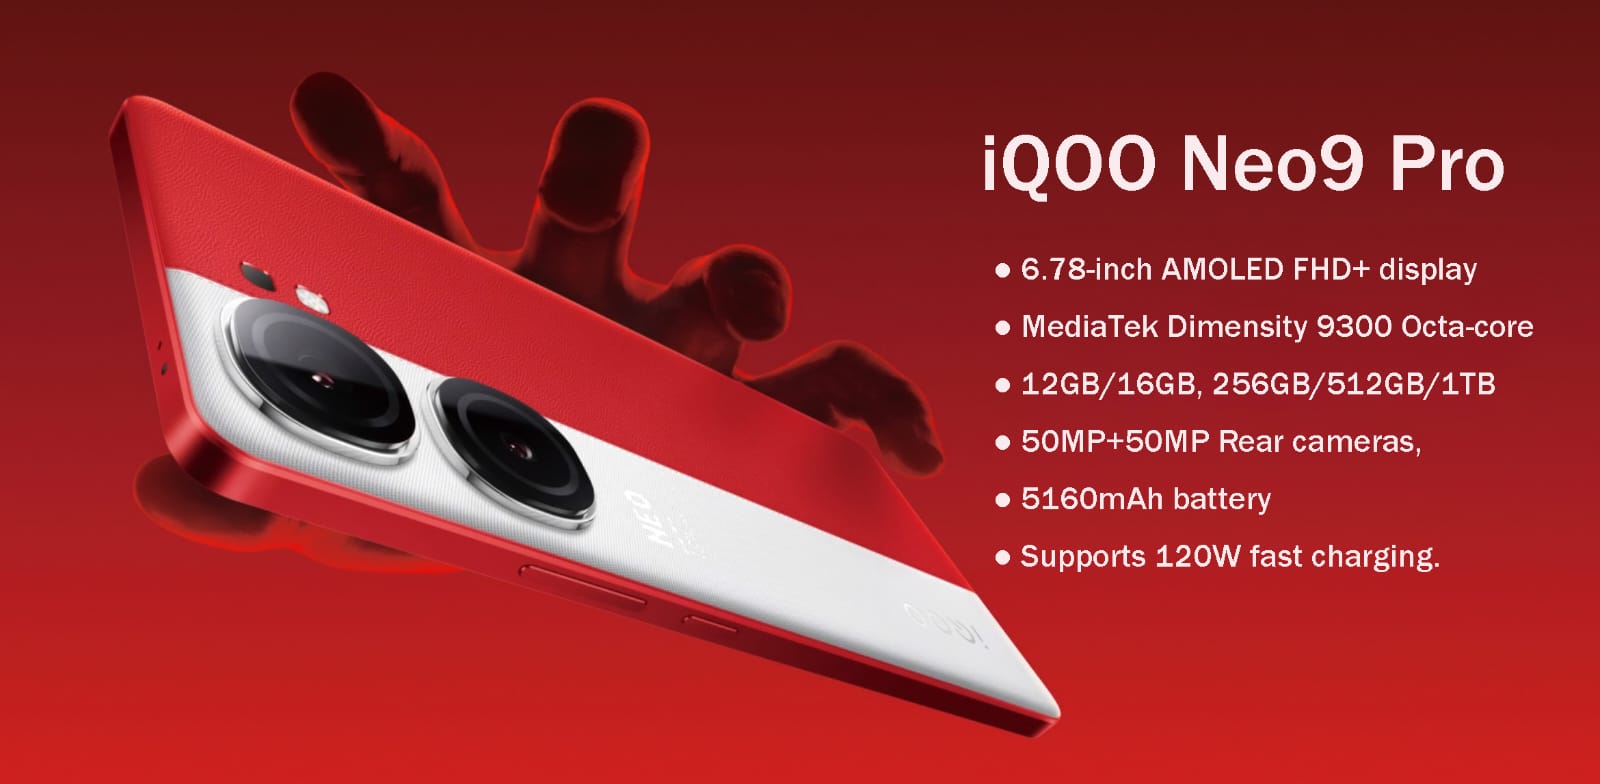 iQOO Neo9 Pro
● 6.78-inch AMOLED FHD+ display
● MediaTek Dimensity 9300 Octa-core
● 12GB/16GB, 256GB/512GB/1TB
● 50MP+50MP Rear cameras,
● 5160mAh battery
● Supports 120W fast charging.
NEO
iQOO